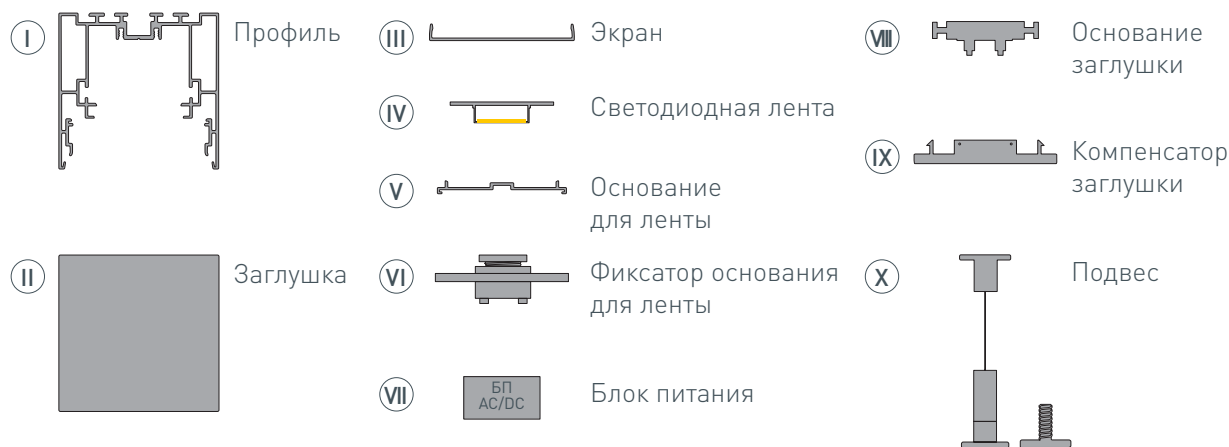 I
Профиль
II
Заглушка
III
Экран
IV
Светодиодная лента
V
Основание
для ленты
VI
Фиксатор основания
для ленты
VII
БП
AC/DC
Блок питания
VIII
Основание
заглушки
IX
Компенсатор
заглушки
X
Подвес